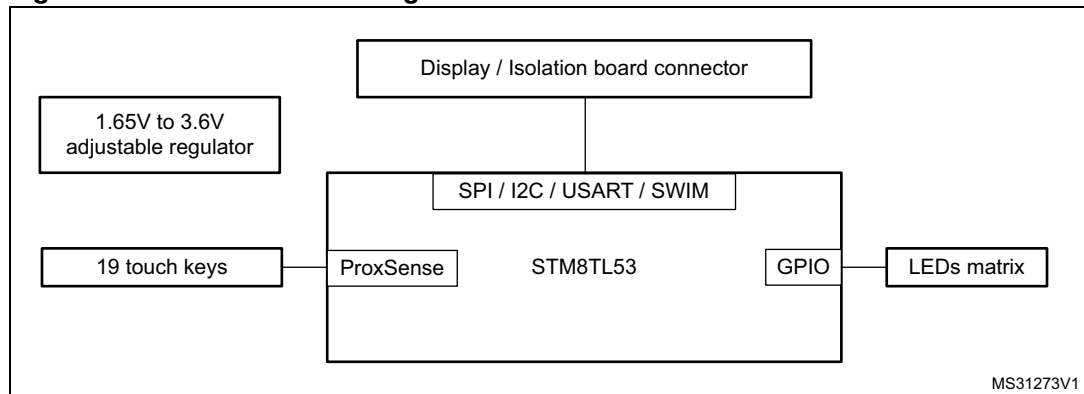 Display / Isolation board connector
1.65V to 3.6V
adjustable regulator
SPI / I2C / USART / SWIM
19 touch keys
ProxSense
STM8TL53
GPIO
LEDs matrix
MS31273V1